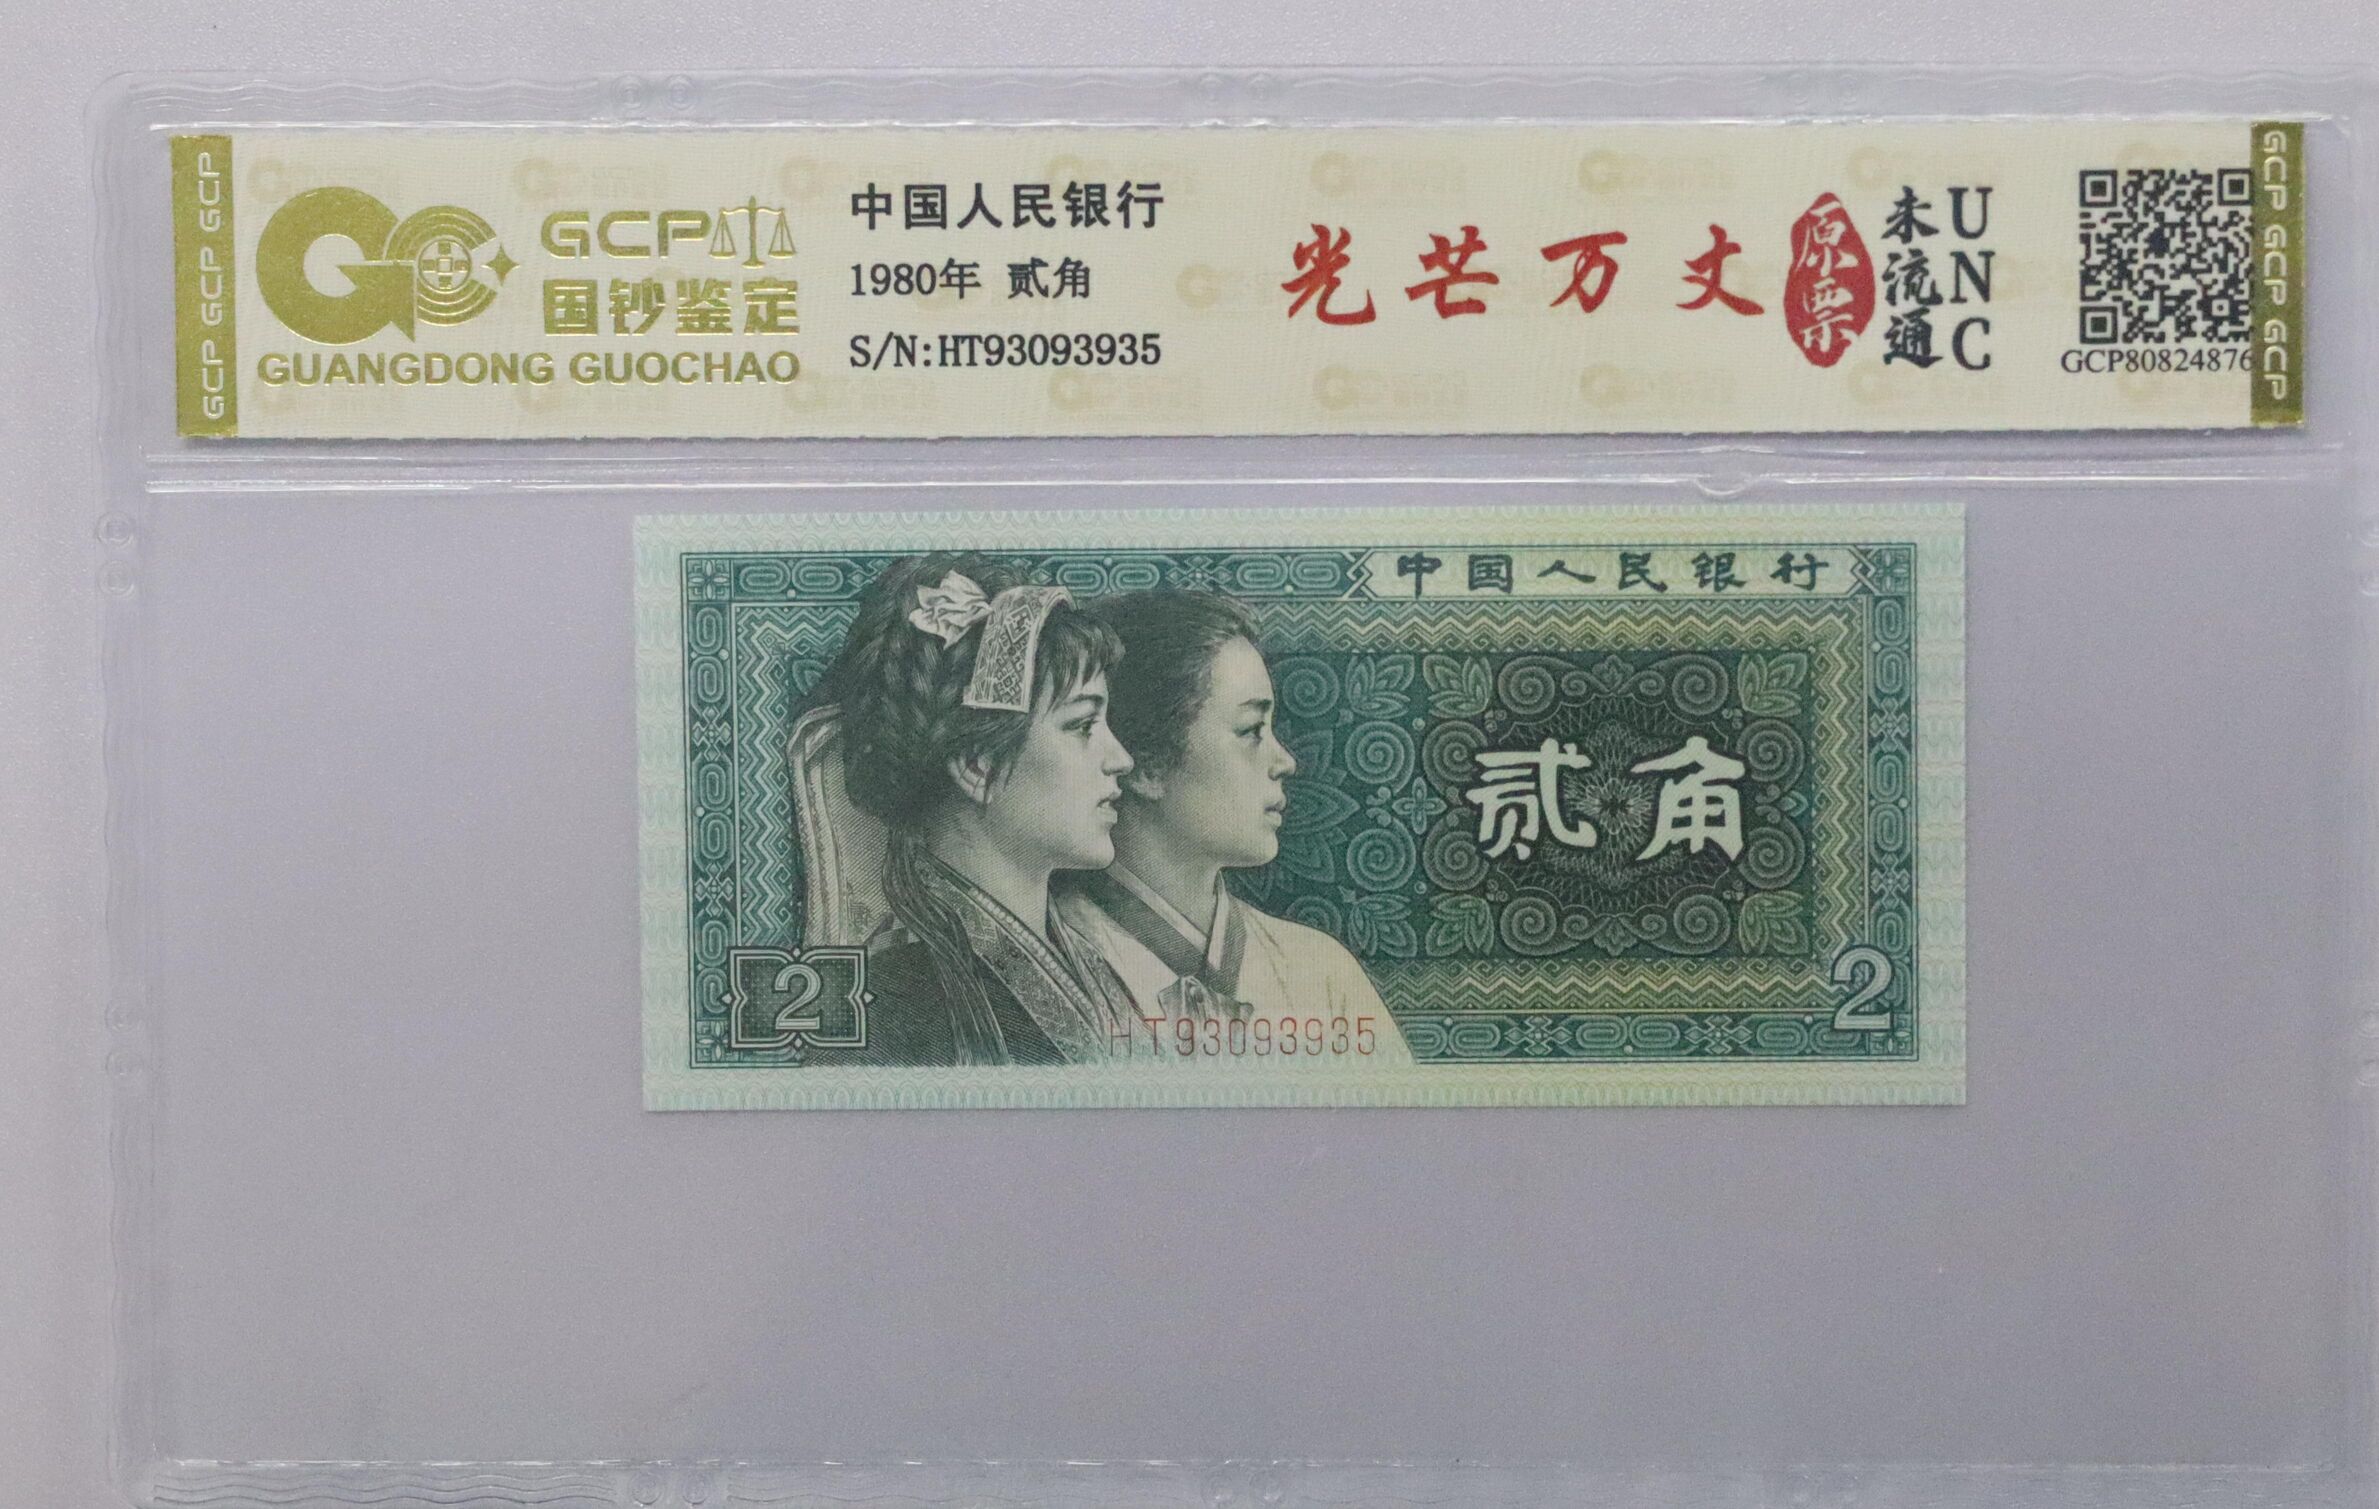 GCP GCP GCP
GC
GCP
国钞鉴定
GUANGDONG GUOCHAO
中国人民银行
1980年 贰角
S/N:HT93093935
光芒万丈
原票
未流通
UNC
GCP80824876
GCP GCP GCP
中国人民银行
贰角
2
2
HT93093935